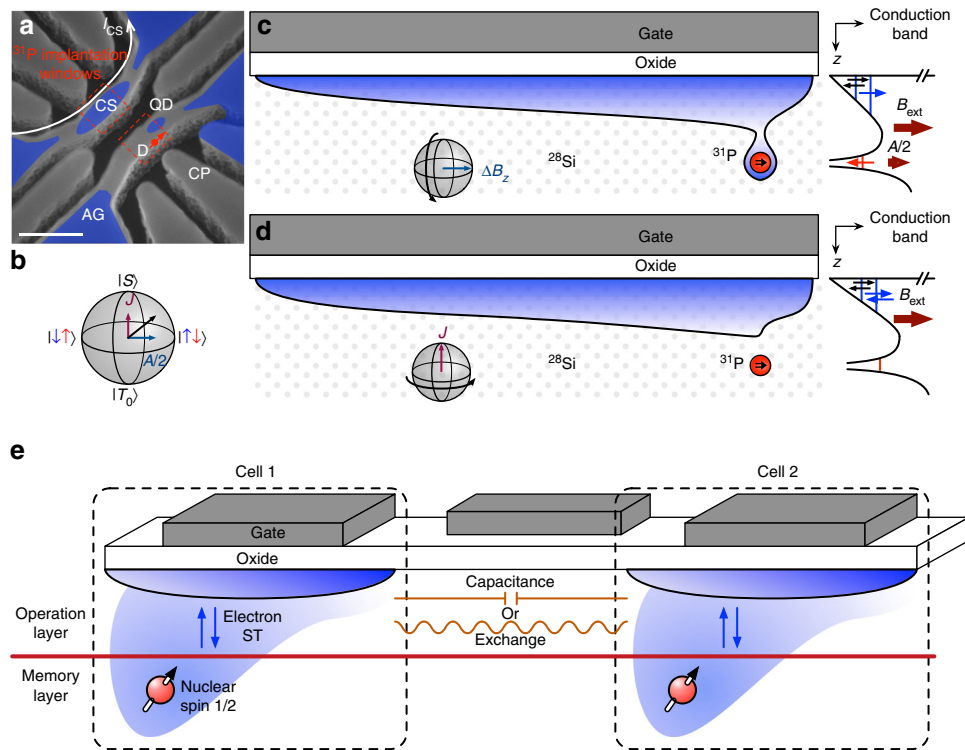 a
I_CS
³¹P implantation
windows
CS
QD
D
CP
AG
b
|S⟩
J
|↓↑⟩
|↑↓⟩
A/2
|T₀⟩
c
Gate
Oxide
²⁸Si
³¹P
ΔB_z
Conduction
band
z
B_ext
A/2
d
Gate
Oxide
J
²⁸Si
³¹P
Conduction
band
z
B_ext
e
Cell 1
Cell 2
Gate
Oxide
Capacitance
Or
Exchange
Operation
layer
Electron
ST
Memory
layer
Nuclear
spin 1/2